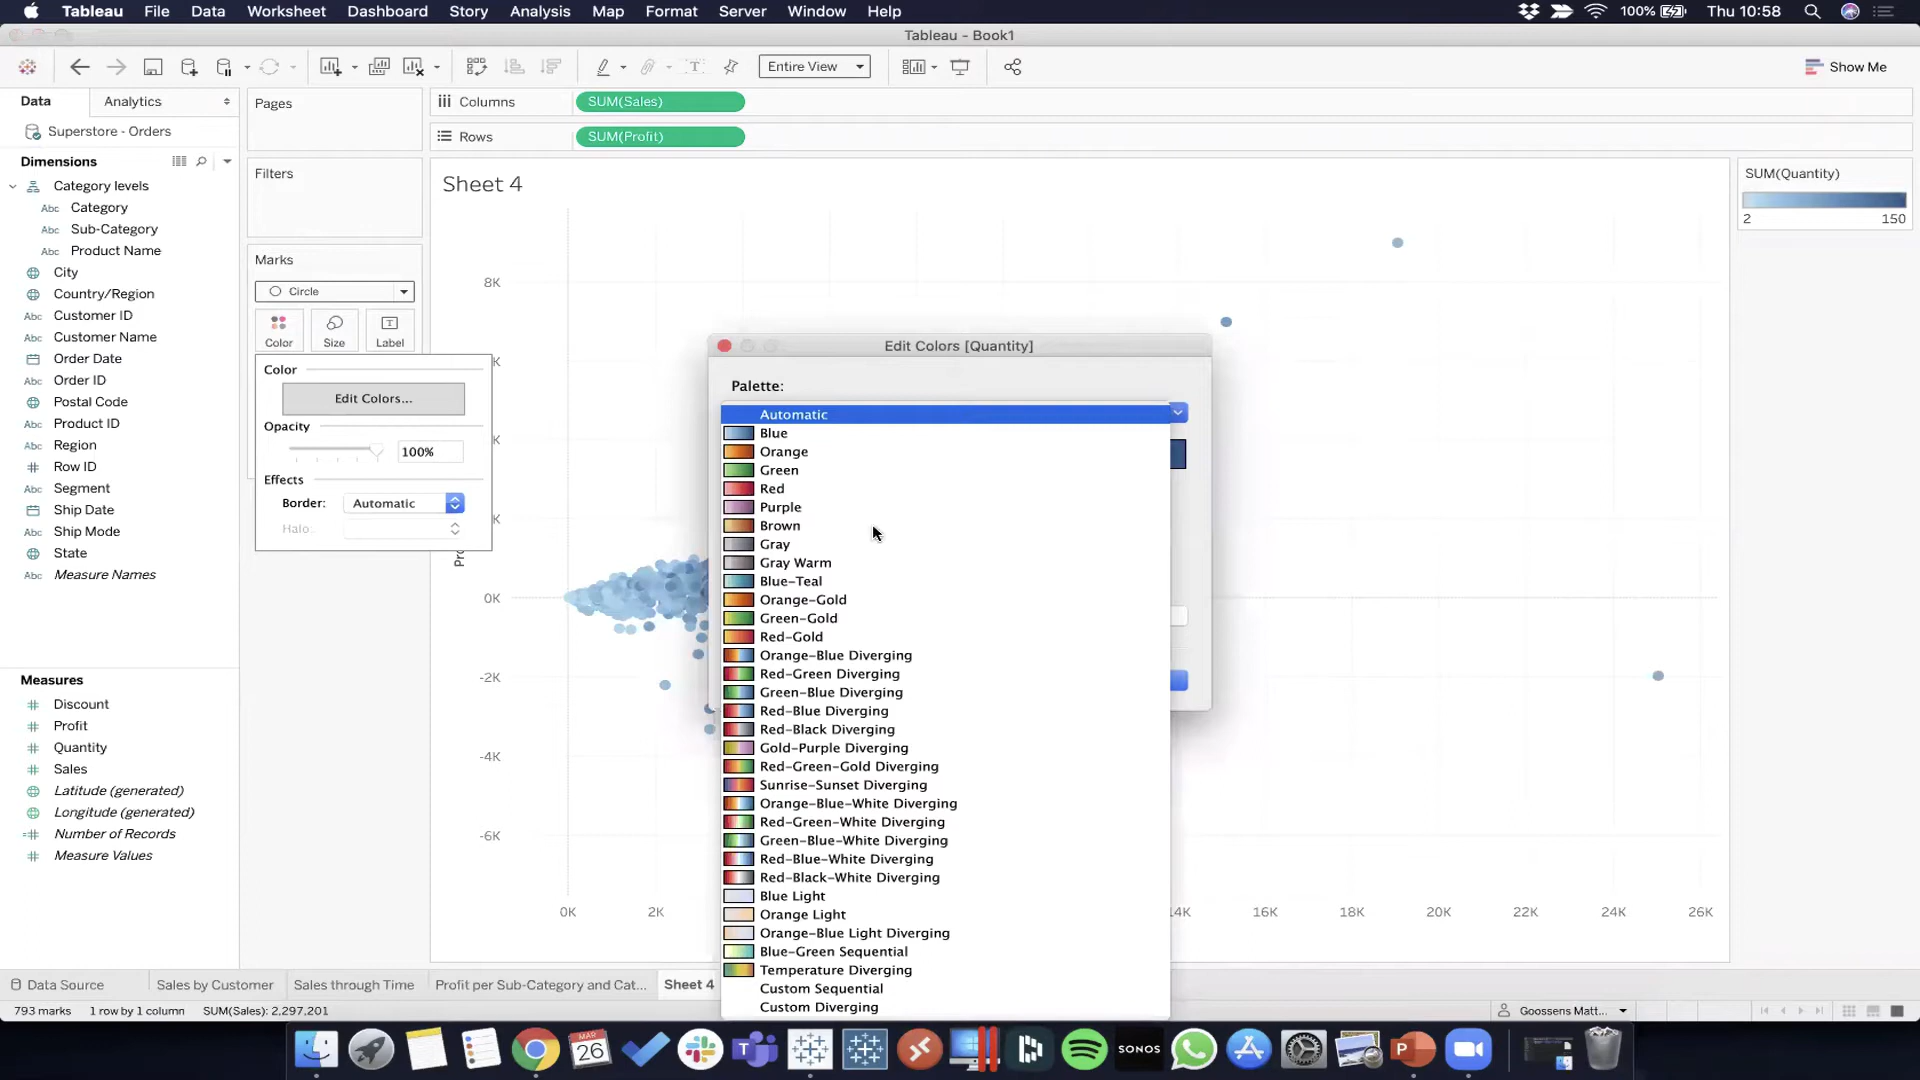 Tableau File Data Worksheet Dashboard Story Analysis Map Format Server Window Help 100% Thu 10:58
Tableau - Book1
Entire View Show Me
Data Analytics Pages Columns SUM(Sales)
Superstore - Orders Rows SUM(Profit)
Dimensions
Category levels
Category
Sub-Category
Product Name
City
Country/Region
Customer ID
Customer Name
Order Date
Order ID
Postal Code
Product ID
Region
Row ID
Segment
Ship Date
Ship Mode
State
Measure Names
Measures
Discount
Profit
Quantity
Sales
Latitude (generated)
Longitude (generated)
Number of Records
Measure Values
Filters
Marks
Circle
Color Size Label
Color
Edit Colors...
Opacity
100%
Effects
Border: Automatic
Halo:
Sheet 4
8K
0K
-2K
-4K
-6K
0K 2K 14K 16K 18K 20K 22K 24K 26K
SUM(Quantity)
2 150
Edit Colors [Quantity]
Palette:
Automatic
Blue
Orange
Green
Red
Purple
Brown
Gray
Gray Warm
Blue-Teal
Orange-Gold
Green-Gold
Red-Gold
Orange-Blue Diverging
Red-Green Diverging
Green-Blue Diverging
Red-Blue Diverging
Red-Black Diverging
Gold-Purple Diverging
Red-Green-Gold Diverging
Sunrise-Sunset Diverging
Orange-Blue-White Diverging
Red-Green-White Diverging
Green-Blue-White Diverging
Red-Blue-White Diverging
Red-Black-White Diverging
Blue Light
Orange Light
Orange-Blue Light Diverging
Blue-Green Sequential
Temperature Diverging
Custom Sequential
Custom Diverging
Data Source Sales by Customer Sales through Time Profit per Sub-Category and Cat... Sheet 4
793 marks 1 row by 1 column SUM(Sales): 2,297,201 Goossens Matt...
MAR
26
SONOS